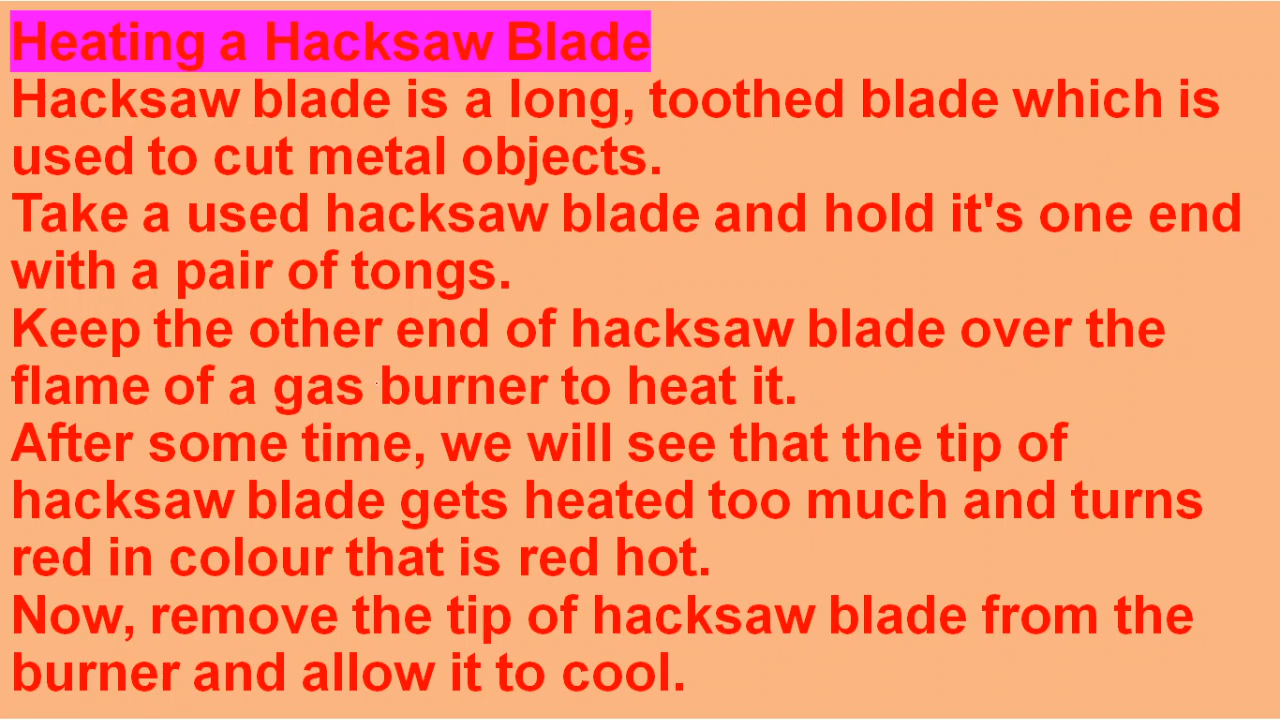 Heating a Hacksaw Blade
Hacksaw blade is a long, toothed blade which is
used to cut metal objects.
Take a used hacksaw blade and hold it's one end
with a pair of tongs.
Keep the other end of hacksaw blade over the
flame of a gas burner to heat it.
After some time, we will see that the tip of
hacksaw blade gets heated too much and turns
red in colour that is red hot.
Now, remove the tip of hacksaw blade from the
burner and allow it to cool.